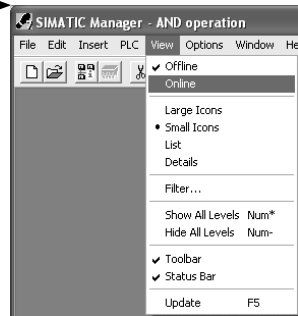 SIMATIC Manager - AND operation
File Edit Insert PLC View Options Window He
Offline
Online
Large Icons
Small Icons
List
Details
Filter...
Show All Levels Num*
Hide All Levels Num-
Toolbar
Status Bar
Update F5